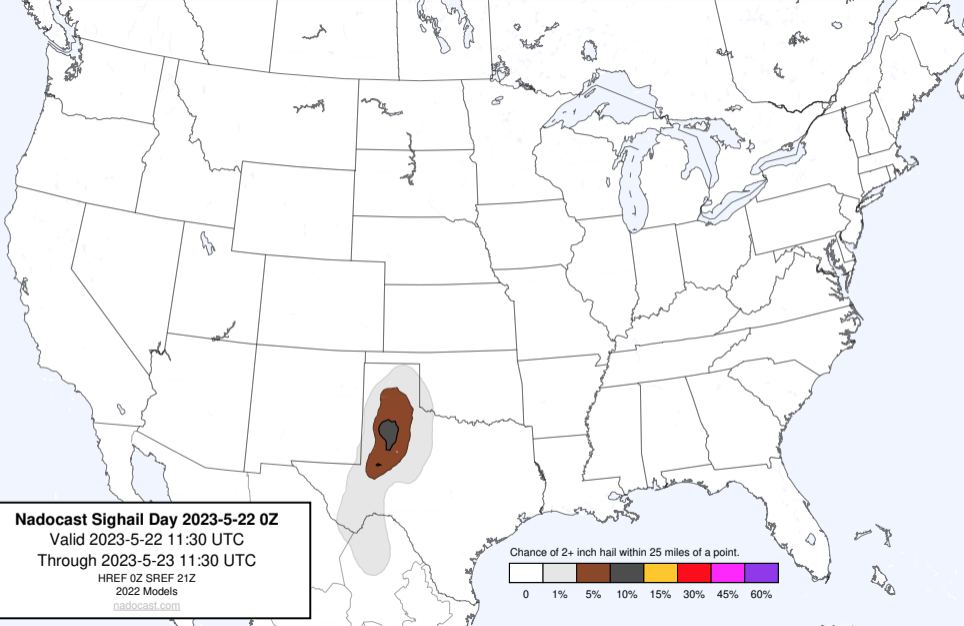 Nadocast Sighail Day 2023-5-22 0Z
Valid 2023-5-22 11:30 UTC
Through 2023-5-23 11:30 UTC
HREF 0Z SREF 21Z
2022 Models
nadocast.com
Chance of 2+ inch hail within 25 miles of a point.
0 1% 5% 10% 15% 30% 45% 60%